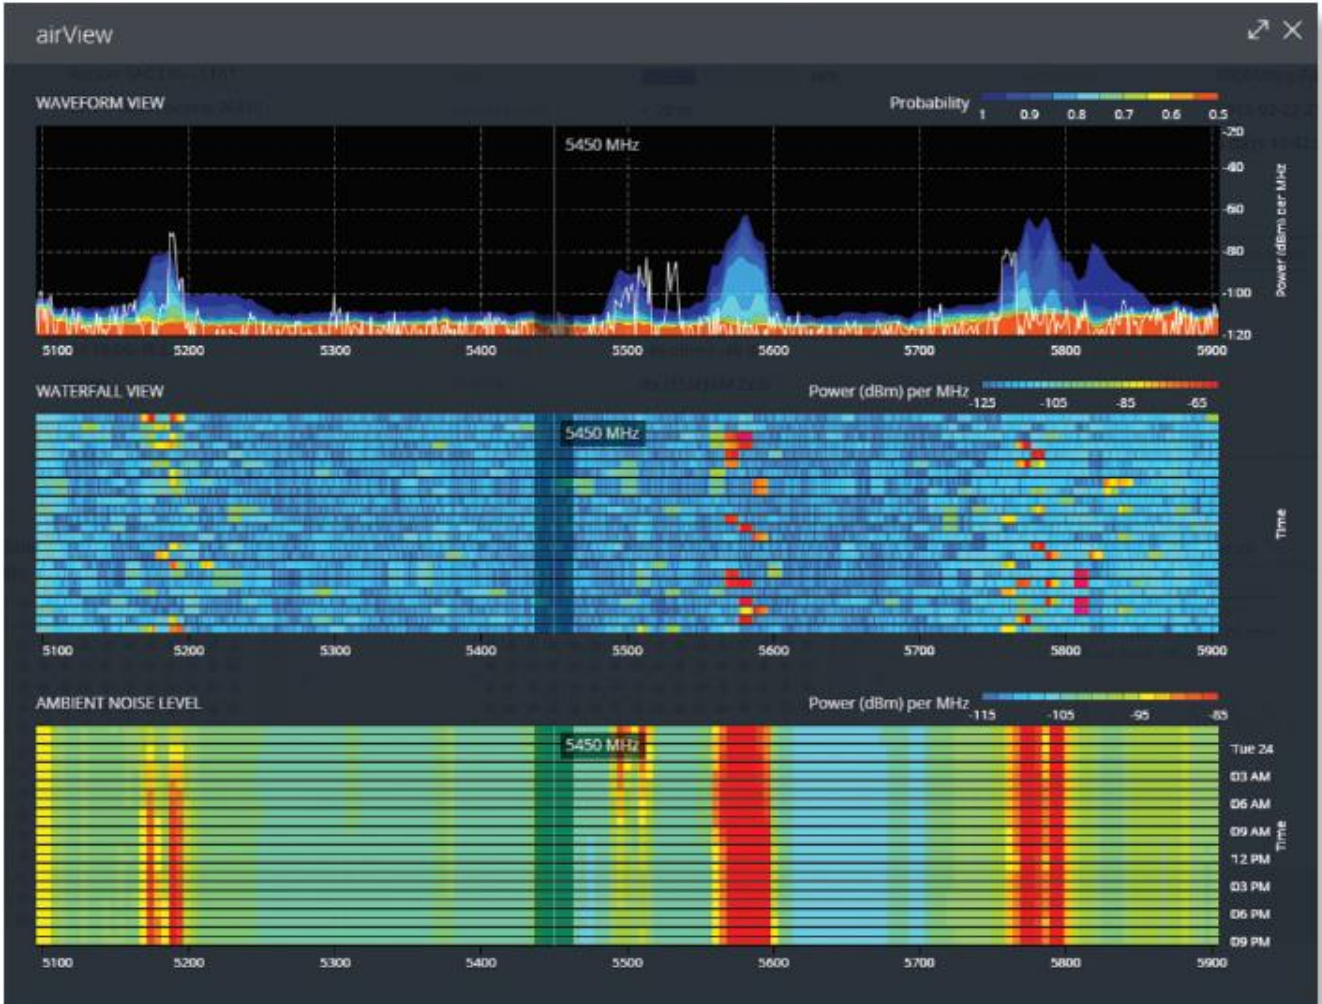 airView
WAVEFORM VIEW
Probability
1 0.9 0.8 0.7 0.6 0.5
5450 MHz
-20
-40
-60
-80
-100
-120
Power (dBm) per MHz
5100 5200 5300 5400 5500 5600 5700 5800 5900
WATERFALL VIEW
Power (dBm) per MHz
-125 -105 -85 -65
5450 MHz
Time
5100 5200 5300 5400 5500 5600 5700 5800 5900
AMBIENT NOISE LEVEL
Power (dBm) per MHz
-115 -105 -95 -85
5450 MHz
Tue 24
03 AM
06 AM
09 AM
12 PM
03 PM
06 PM
09 PM
Time
5100 5200 5300 5400 5500 5600 5700 5800 5900